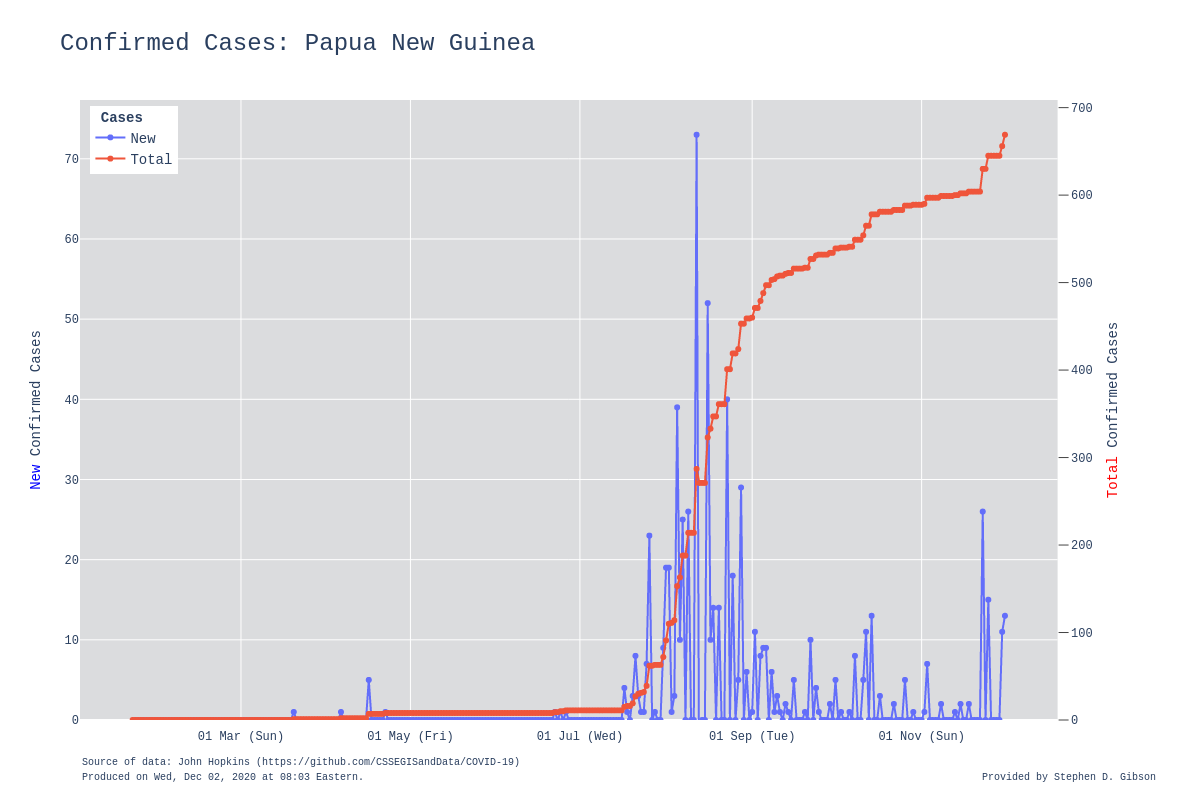 Confirmed Cases: Papua New Guinea
Cases
New
Total
70
60
50
40
30
20
10
0
New Confirmed Cases
700
600
500
400
300
200
100
0
Total Confirmed Cases
01 Mar (Sun) 01 May (Fri) 01 Jul (Wed) 01 Sep (Tue) 01 Nov (Sun)
Source of data: John Hopkins (https://github.com/CSSEGISandData/COVID-19)
Produced on Wed, Dec 02, 2020 at 08:03 Eastern.
Provided by Stephen D. Gibson